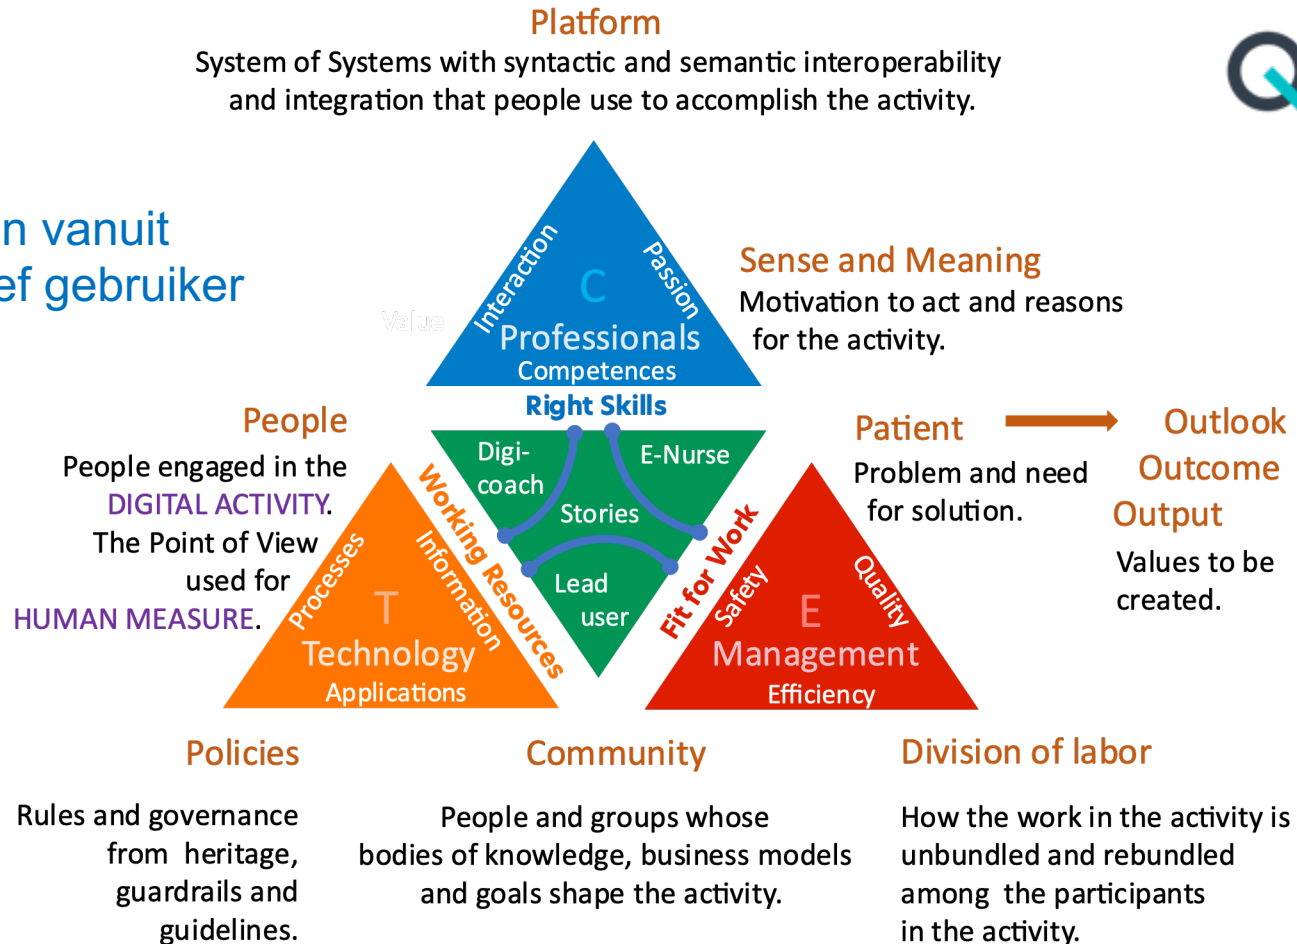 Platform
System of Systems with syntactic and semantic interoperability
and integration that people use to accomplish the activity.
n vanuit
ef gebruiker
Value
Interaction
Passion
C
Professionals
Competences
Sense and Meaning
Motivation to act and reasons
for the activity.
Right Skills
People
People engaged in the
DIGITAL ACTIVITY.
The Point of View
used for
HUMAN MEASURE.
Digi-
coach
E-Nurse
Stories
Lead
user
Working Resources
Fit for Work
Patient
Problem and need
for solution.
Outlook
Outcome
Output
Values to be
created.
Processes
Information
T
Technology
Applications
Safety
Quality
E
Management
Efficiency
Policies
Rules and governance
from heritage,
guardrails and
guidelines.
Community
People and groups whose
bodies of knowledge, business models
and goals shape the activity.
Division of labor
How the work in the activity is
unbundled and rebundled
among the participants
in the activity.